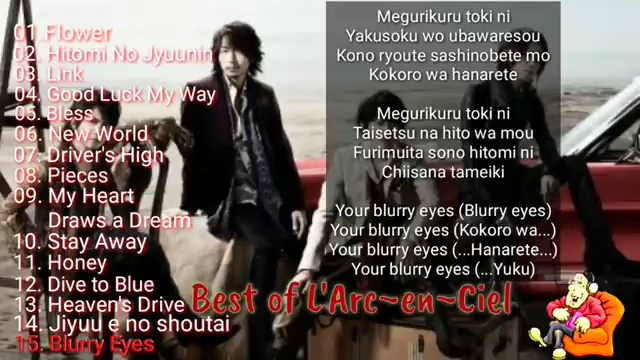 01.Flower
02. Hitomi No Jyuunin
03. Link
04. Good Luck My Way
05. Bless
06. New World
07. Driver's High
08. Pieces
09. My Heart
Draws a Dream
10. Stay Away
11. Honey
12. Dive to Blue
13. Heaven's Drive
14. Jiyuu e no shoutai
15. Blurry Eyes
Megurikuru toki ni
Yakusoku wo ubawaresou
Kono ryoute sashinobete mo
Kokoro wa hanarete
Megurikuru toki ni
Taisetsu na hito wa mou
Furimuita sono hitomi ni
Chiisana tameiki
Your blurry eyes (Blurry eyes)
Your blurry eyes (Kokoro wa...)
Your blurry eyes (...Hanarete...)
Your blurry eyes (...Yuku)
Best of L'Arc~en~Ciel